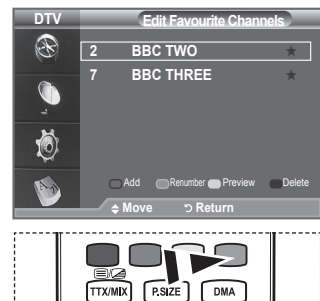 DTV Edit Favourite Channels
2 BBC TWO ★
7 BBC THREE ★
Add Renumber Preview Delete
Move Return
TTX/MIX P.SIZE DMA